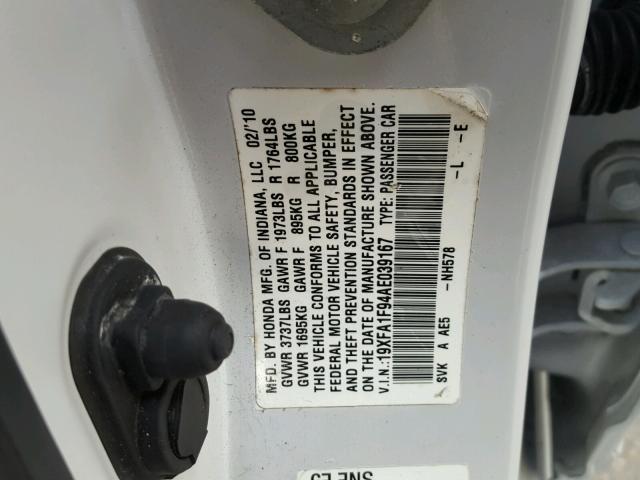 MFD. BY HONDA MFG. OF INDIANA, LLC 02/'10
GVWR 3737LBS GAWR F 1973LBS R 1764LBS
GVWR 1695KG GAWR F 895KG R 800KG
THIS VEHICLE CONFORMS TO ALL APPLICABLE
FEDERAL MOTOR VEHICLE SAFETY, BUMPER,
AND THEFT PREVENTION STANDARDS IN EFFECT
ON THE DATE OF MANUFACTURE SHOWN ABOVE.
V.I.N.:19XFA1F94AE039167 TYPE: PASSENGER CAR
SVK A AE5 -NH578 -L -E